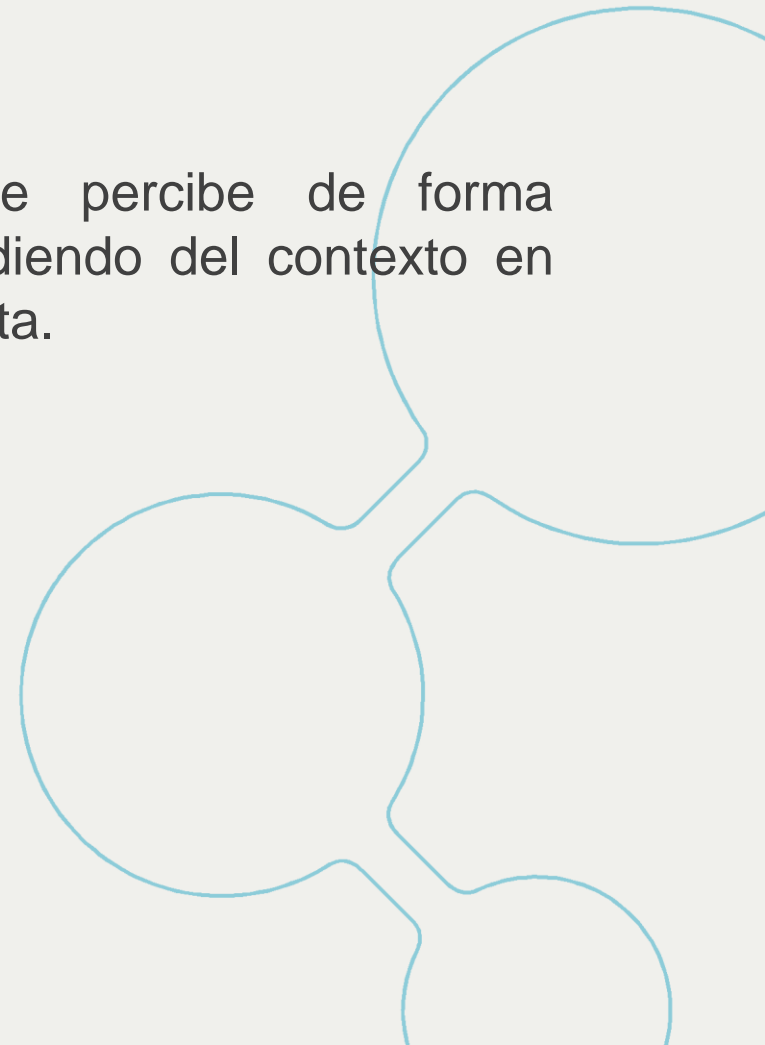 e percibe de forma
diendo del contexto en
ta.